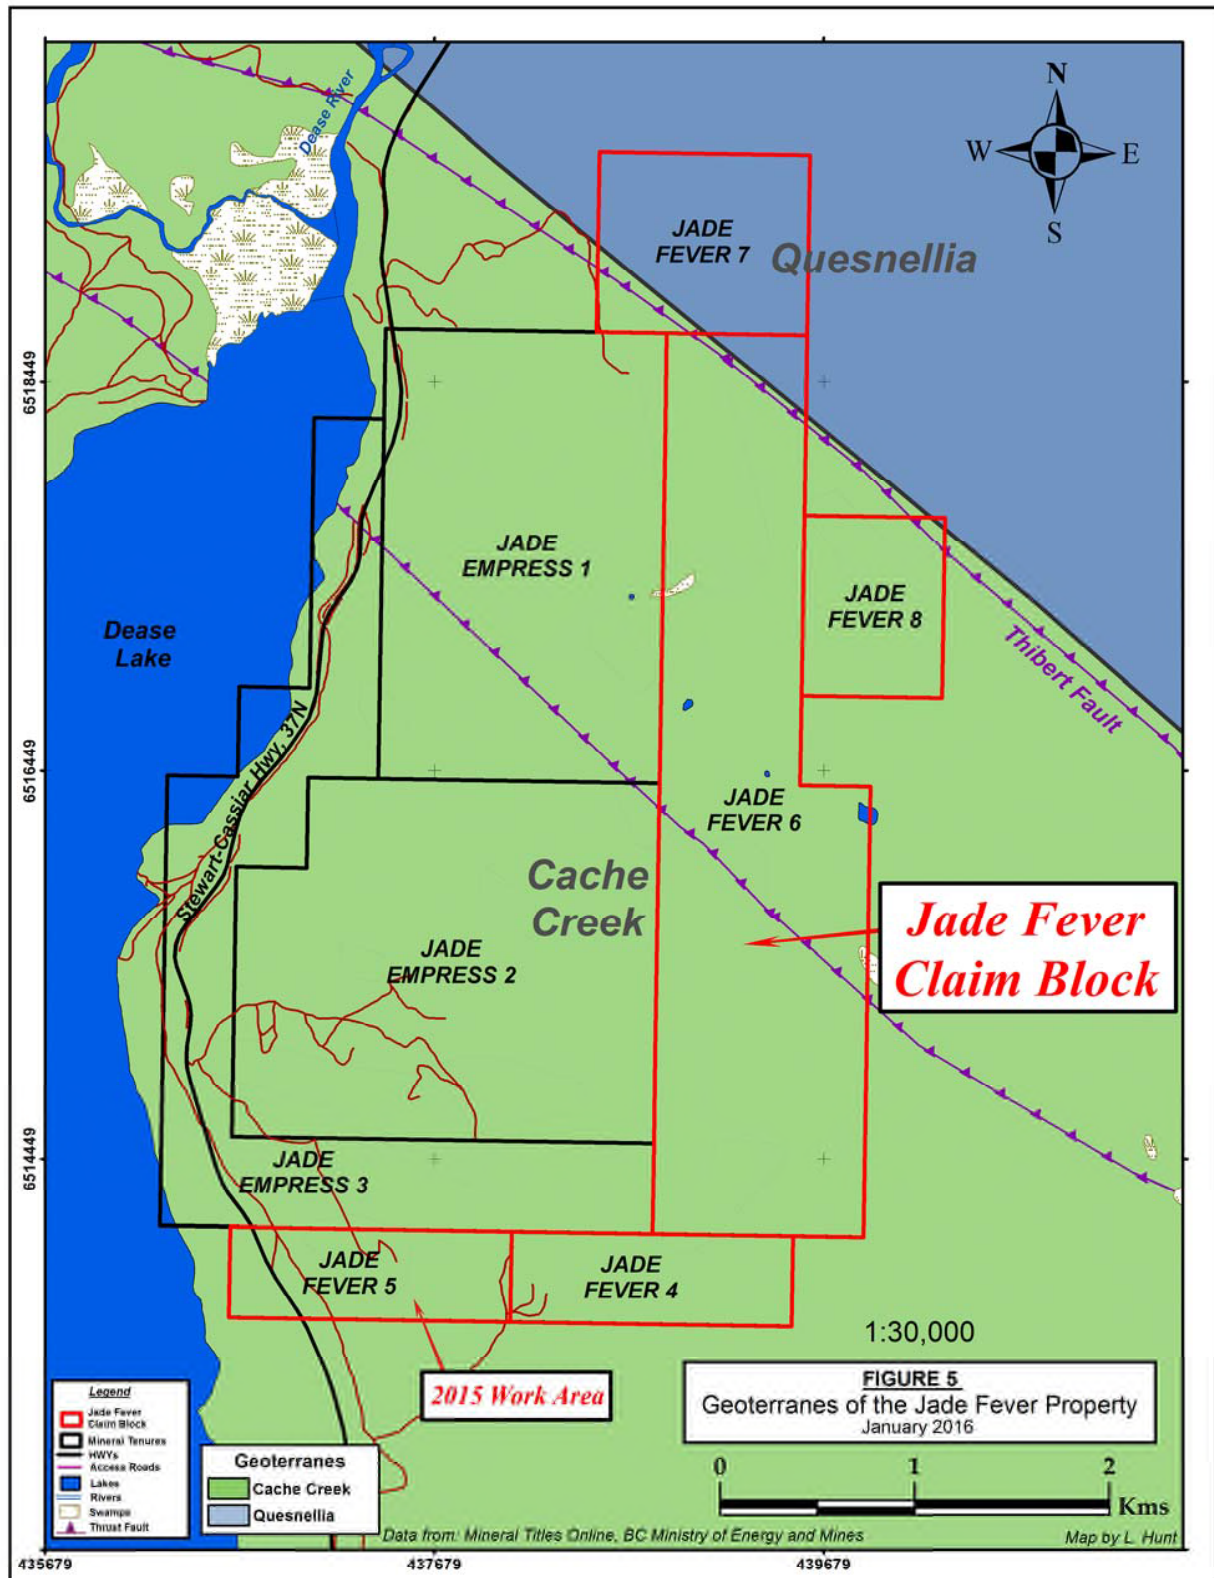 N
W
E
S
Dease River
JADE
FEVER 7
Quesnellia
6518449
JADE
EMPRESS 1
JADE
FEVER 8
Dease
Lake
Thibert Fault
Stewart-Cassiar Hwy, 37N
6516449
JADE
FEVER 6
Cache
Creek
Jade Fever
Claim Block
JADE
EMPRESS 2
6514449
JADE
EMPRESS 3
JADE
FEVER 5
JADE
FEVER 4
1:30,000
2015 Work Area
FIGURE 5
Geoterranes of the Jade Fever Property
January 2016
0 1 2
Kms
Legend
Jade Fever
Claim Block
Mineral Tenures
HWYs
Access Roads
Lakes
Rivers
Swamps
Thrust Fault
Geoterranes
Cache Creek
Quesnellia
Data from: Mineral Titles Online, BC Ministry of Energy and Mines
Map by L. Hunt
435679
437679
439679